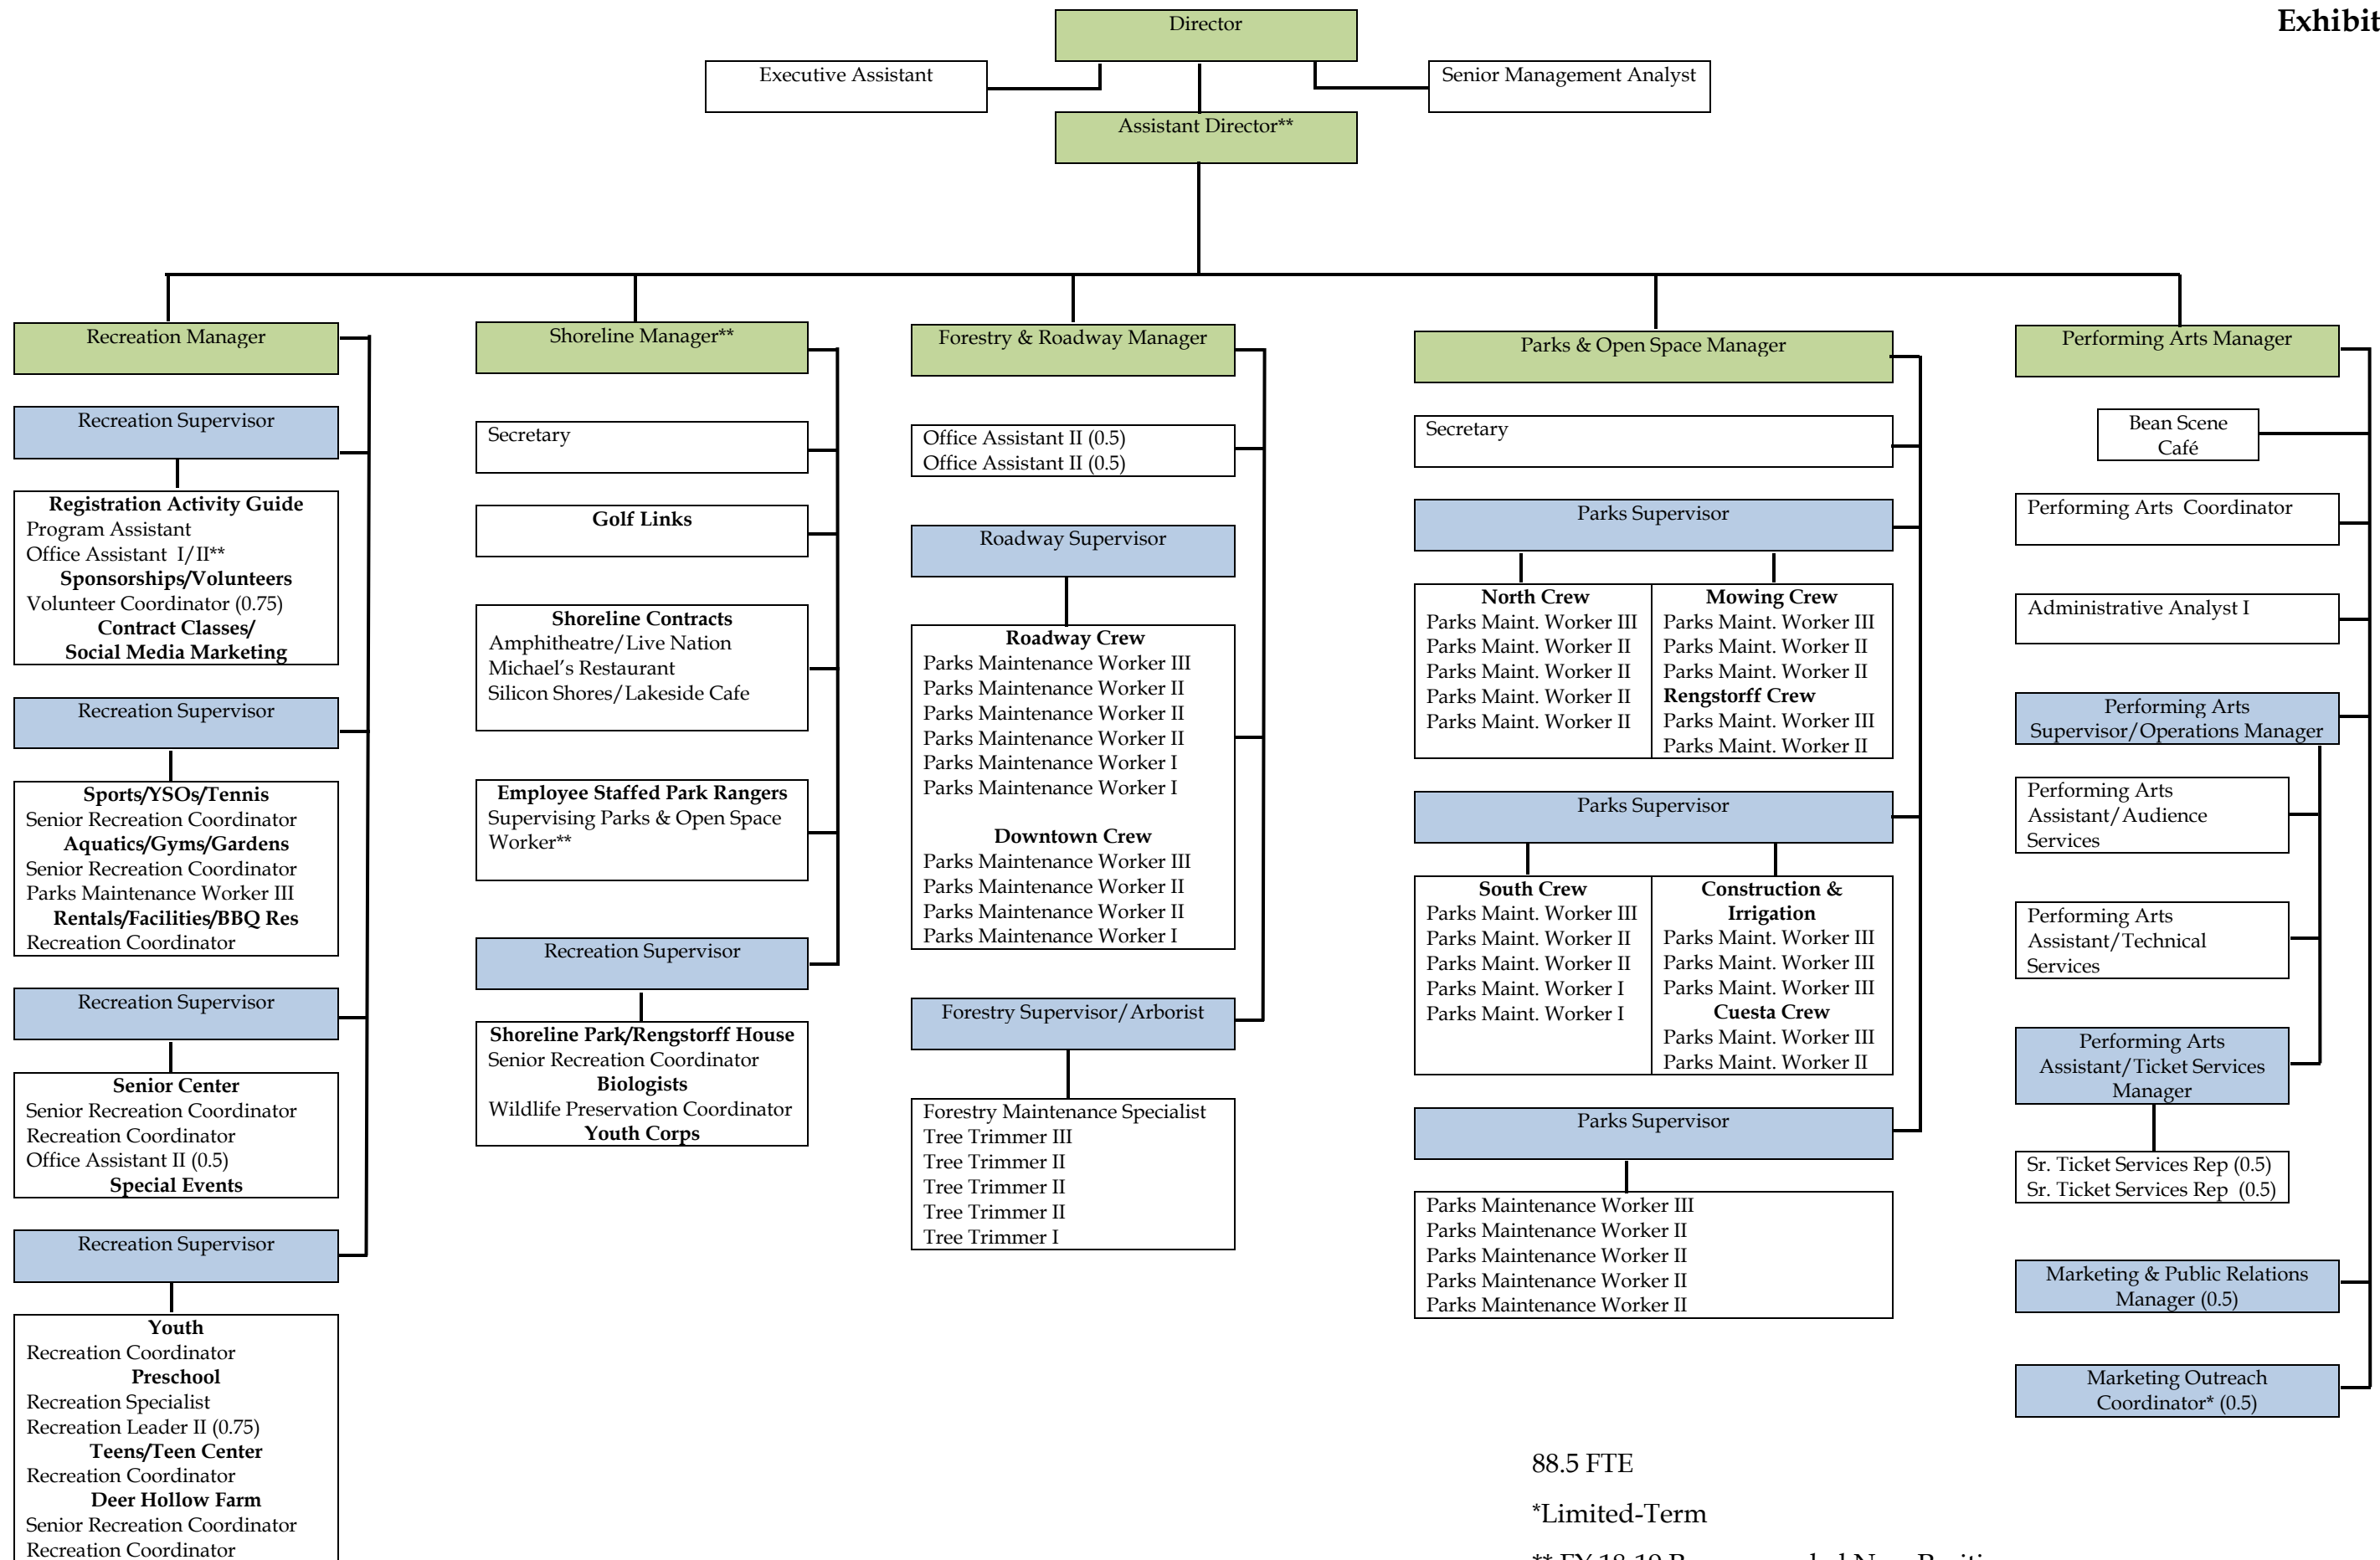 Exhibit
Director
Executive Assistant
Senior Management Analyst
Assistant Director**
Recreation Manager
Recreation Supervisor
Registration Activity Guide
Program Assistant
Office Assistant I/II**
Sponsorships/Volunteers
Volunteer Coordinator (0.75)
Contract Classes/
Social Media Marketing
Recreation Supervisor
Sports/YSOs/Tennis
Senior Recreation Coordinator
Aquatics/Gyms/Gardens
Senior Recreation Coordinator
Parks Maintenance Worker III
Rentals/Facilities/BBQ Res
Recreation Coordinator
Recreation Supervisor
Senior Center
Senior Recreation Coordinator
Recreation Coordinator
Office Assistant II (0.5)
Special Events
Recreation Supervisor
Youth
Recreation Coordinator
Preschool
Recreation Specialist
Recreation Leader II (0.75)
Teens/Teen Center
Recreation Coordinator
Deer Hollow Farm
Senior Recreation Coordinator
Recreation Coordinator
Shoreline Manager**
Secretary
Golf Links
Shoreline Contracts
Amphitheatre/Live Nation
Michael's Restaurant
Silicon Shores/Lakeside Cafe
Employee Staffed Park Rangers
Supervising Parks & Open Space
Worker**
Recreation Supervisor
Shoreline Park/Rengstorff House
Senior Recreation Coordinator
Biologists
Wildlife Preservation Coordinator
Youth Corps
Forestry & Roadway Manager
Office Assistant II (0.5)
Office Assistant II (0.5)
Roadway Supervisor
Roadway Crew
Parks Maintenance Worker III
Parks Maintenance Worker II
Parks Maintenance Worker II
Parks Maintenance Worker II
Parks Maintenance Worker I
Parks Maintenance Worker I
Downtown Crew
Parks Maintenance Worker III
Parks Maintenance Worker II
Parks Maintenance Worker II
Parks Maintenance Worker I
Forestry Supervisor/Arborist
Forestry Maintenance Specialist
Tree Trimmer III
Tree Trimmer II
Tree Trimmer II
Tree Trimmer II
Tree Trimmer I
Parks & Open Space Manager
Secretary
Parks Supervisor
North Crew
Parks Maint. Worker III
Parks Maint. Worker II
Parks Maint. Worker II
Parks Maint. Worker II
Parks Maint. Worker II
Mowing Crew
Parks Maint. Worker III
Parks Maint. Worker II
Parks Maint. Worker II
Rengstorff Crew
Parks Maint. Worker III
Parks Maint. Worker II
Parks Supervisor
South Crew
Parks Maint. Worker III
Parks Maint. Worker II
Parks Maint. Worker II
Parks Maint. Worker I
Parks Maint. Worker I
Construction &
Irrigation
Parks Maint. Worker III
Parks Maint. Worker III
Parks Maint. Worker III
Cuesta Crew
Parks Maint. Worker III
Parks Maint. Worker II
Parks Supervisor
Parks Maintenance Worker III
Parks Maintenance Worker II
Parks Maintenance Worker II
Parks Maintenance Worker II
Parks Maintenance Worker II
Performing Arts Manager
Bean Scene
Café
Performing Arts Coordinator
Administrative Analyst I
Performing Arts
Supervisor/Operations Manager
Performing Arts
Assistant/Audience
Services
Performing Arts
Assistant/Technical
Services
Performing Arts
Assistant/Ticket Services
Manager
Sr. Ticket Services Rep (0.5)
Sr. Ticket Services Rep (0.5)
Marketing & Public Relations
Manager (0.5)
Marketing Outreach
Coordinator* (0.5)
88.5 FTE
*Limited-Term